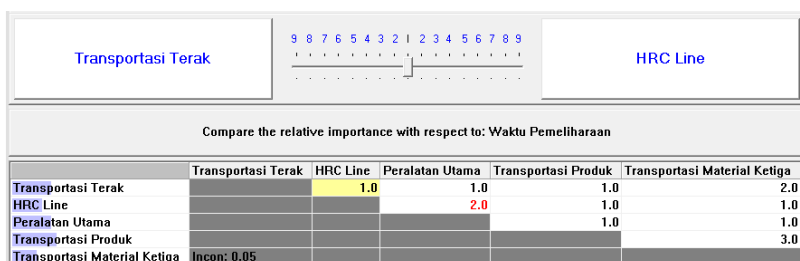 Transportasi Terak
9 8 7 6 5 4 3 2 1 2 3 4 5 6 7 8 9
HRC Line
Compare the relative importance with respect to: Waktu Pemeliharaan
Transportasi Terak HRC Line Peralatan Utama Transportasi Produk Transportasi Material Ketiga
Transportasi Terak 1.0 1.0 1.0 2.0
HRC Line 2.0 1.0 1.0
Peralatan Utama 1.0 1.0
Transportasi Produk 3.0
Transportasi Material Ketiga Incon: 0.05